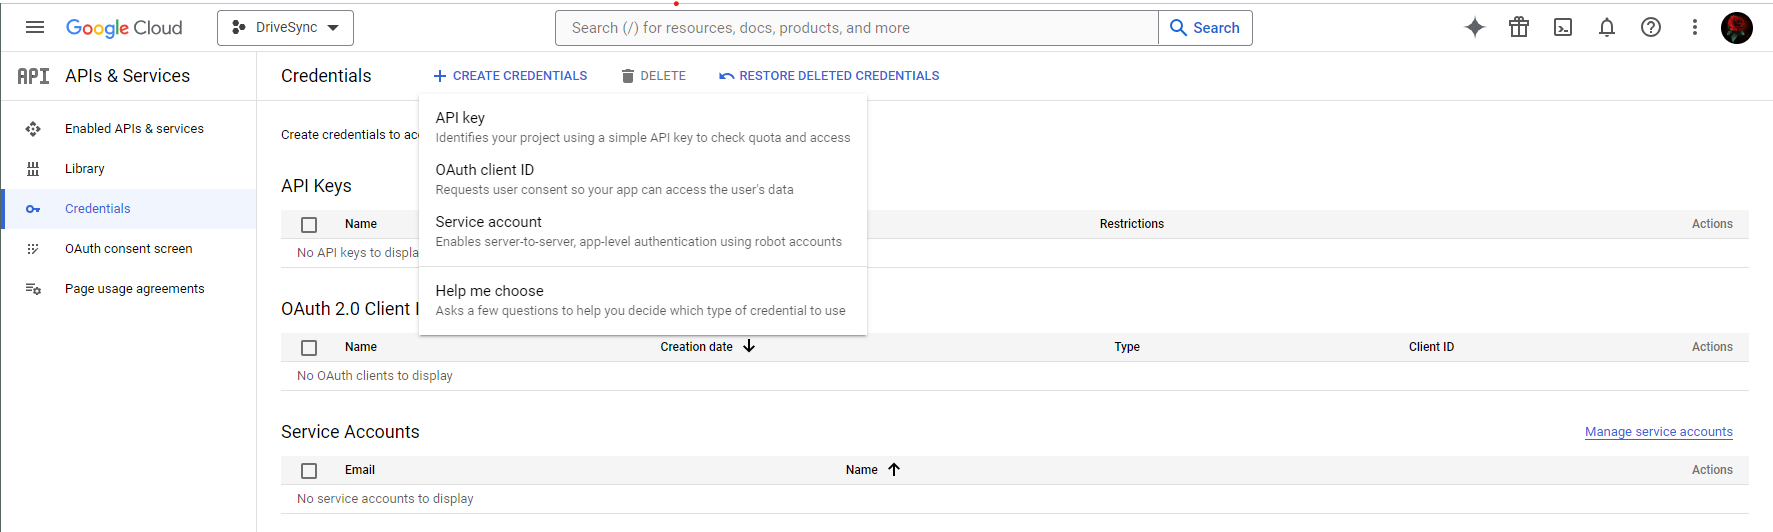 Google Cloud
DriveSync
Search (/) for resources, docs, products, and more
Search
API
APIs & Services
Credentials
CREATE CREDENTIALS
DELETE
RESTORE DELETED CREDENTIALS
Enabled APIs & services
Library
Credentials
OAuth consent screen
Page usage agreements
Create credentials to acc
API key
Identifies your project using a simple API key to check quota and access
OAuth client ID
Requests user consent so your app can access the user's data
Service account
Enables server-to-server, app-level authentication using robot accounts
Help me choose
Asks a few questions to help you decide which type of credential to use
API Keys
Name
Restrictions
Actions
No API keys to displa
OAuth 2.0 Client I
Name
Creation date
Type
Client ID
Actions
No OAuth clients to display
Service Accounts
Manage service accounts
Email
Name
Actions
No service accounts to display